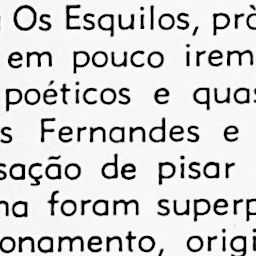 Os Esquilos, prò
em pouco irem
poéticos e quas
s Fernandes e
sação de pisar
na foram superp
onamento, origi